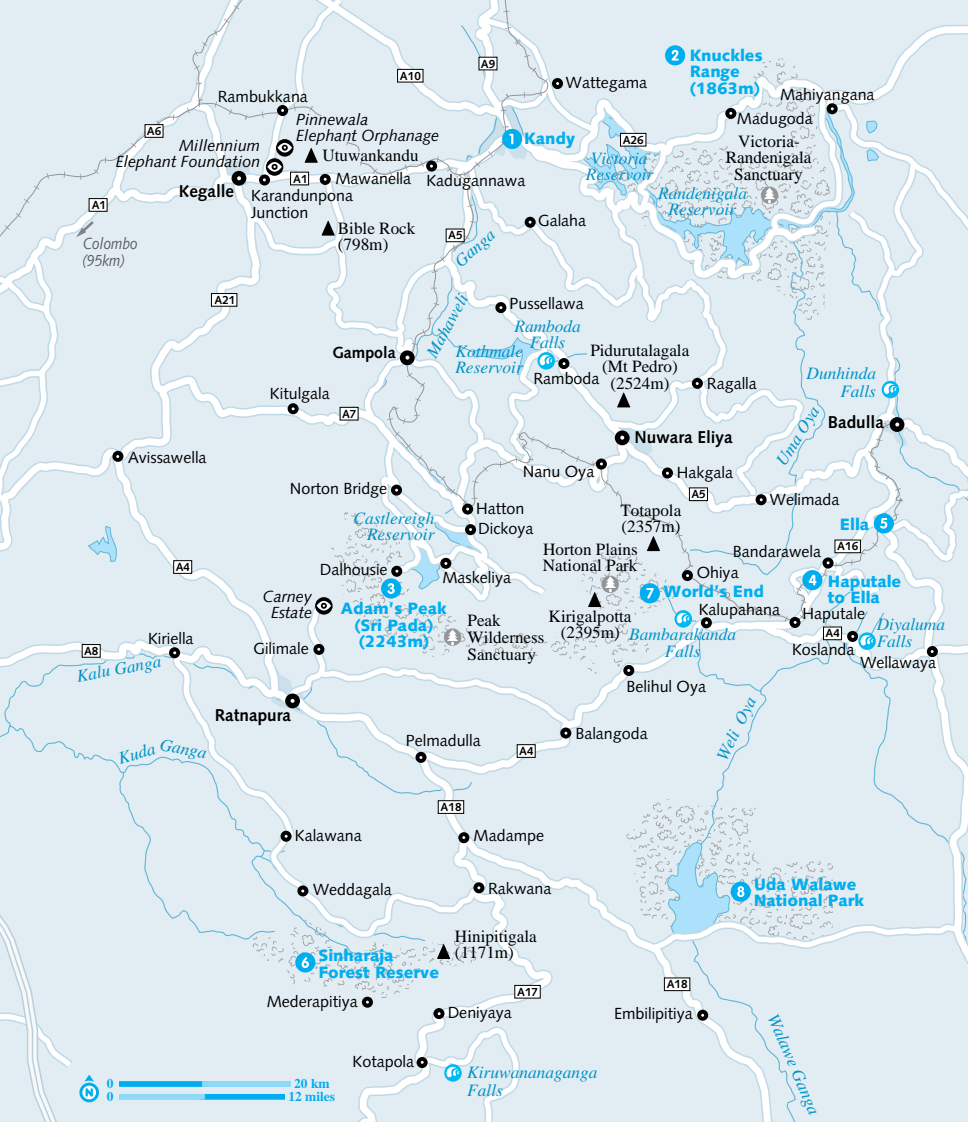 A9
A10
Wattegama
2 Knuckles
Range
(1863m)
Mahiyangana
Rambukkana
Madugoda
Pinnewala
Elephant Orphanage
A6
1 Kandy
A26
Victoria-
Randenigala
Sanctuary
Millennium
Elephant Foundation
Utuwankandu
Victoria
Reservoir
Kegalle
A1
Mawanella
Kadugannawa
Karandunpona
Junction
Randenigala
Reservoir
A1
Galaha
Bible Rock
(798m)
A5
Ganga
Colombo
(95km)
A21
Mahaweli
Pussellawa
Ramboda
Falls
Gampola
Kothmale
Reservoir
Pidurutalagala
(Mt Pedro)
(2524m)
Ramboda
Ragalla
Dunhinda
Falls
Kitulgala
A7
Uma Oya
Badulla
Nuwara Eliya
Avissawella
Nanu Oya
Hakgala
Norton Bridge
A5
Welimada
Hatton
Totapola
(2357m)
Castlereigh
Reservoir
Dickoya
Ella 5
A16
Horton Plains
National Park
Bandarawela
A4
Dalhousie
Maskeliya
Ohiya
4 Haputale
to Ella
3
Adam's Peak
(Sri Pada)
(2243m)
7 World's End
Carney
Estate
Kirigalpotta
(2395m)
Kalupahana
Haputale
Peak
Wilderness
Sanctuary
Bambarakanda
Falls
A4
Diyaluma
Falls
Kiriella
Gilimale
Koslanda
A8
Wellawaya
Kalu Ganga
Belihul Oya
Ratnapura
Weli Oya
Balangoda
Pelmadulla
A4
Kuda Ganga
A18
Kalawana
Madampe
Weddagala
Rakwana
8 Uda Walawe
National Park
Hinipitigala
(1171m)
6 Sinharaja
Forest Reserve
A17
A18
Mederapitiya
Deniyaya
Embilipitiya
Walawe Ganga
Kotapola
Kiruwananaganga
Falls
N
0 20 km
0 12 miles